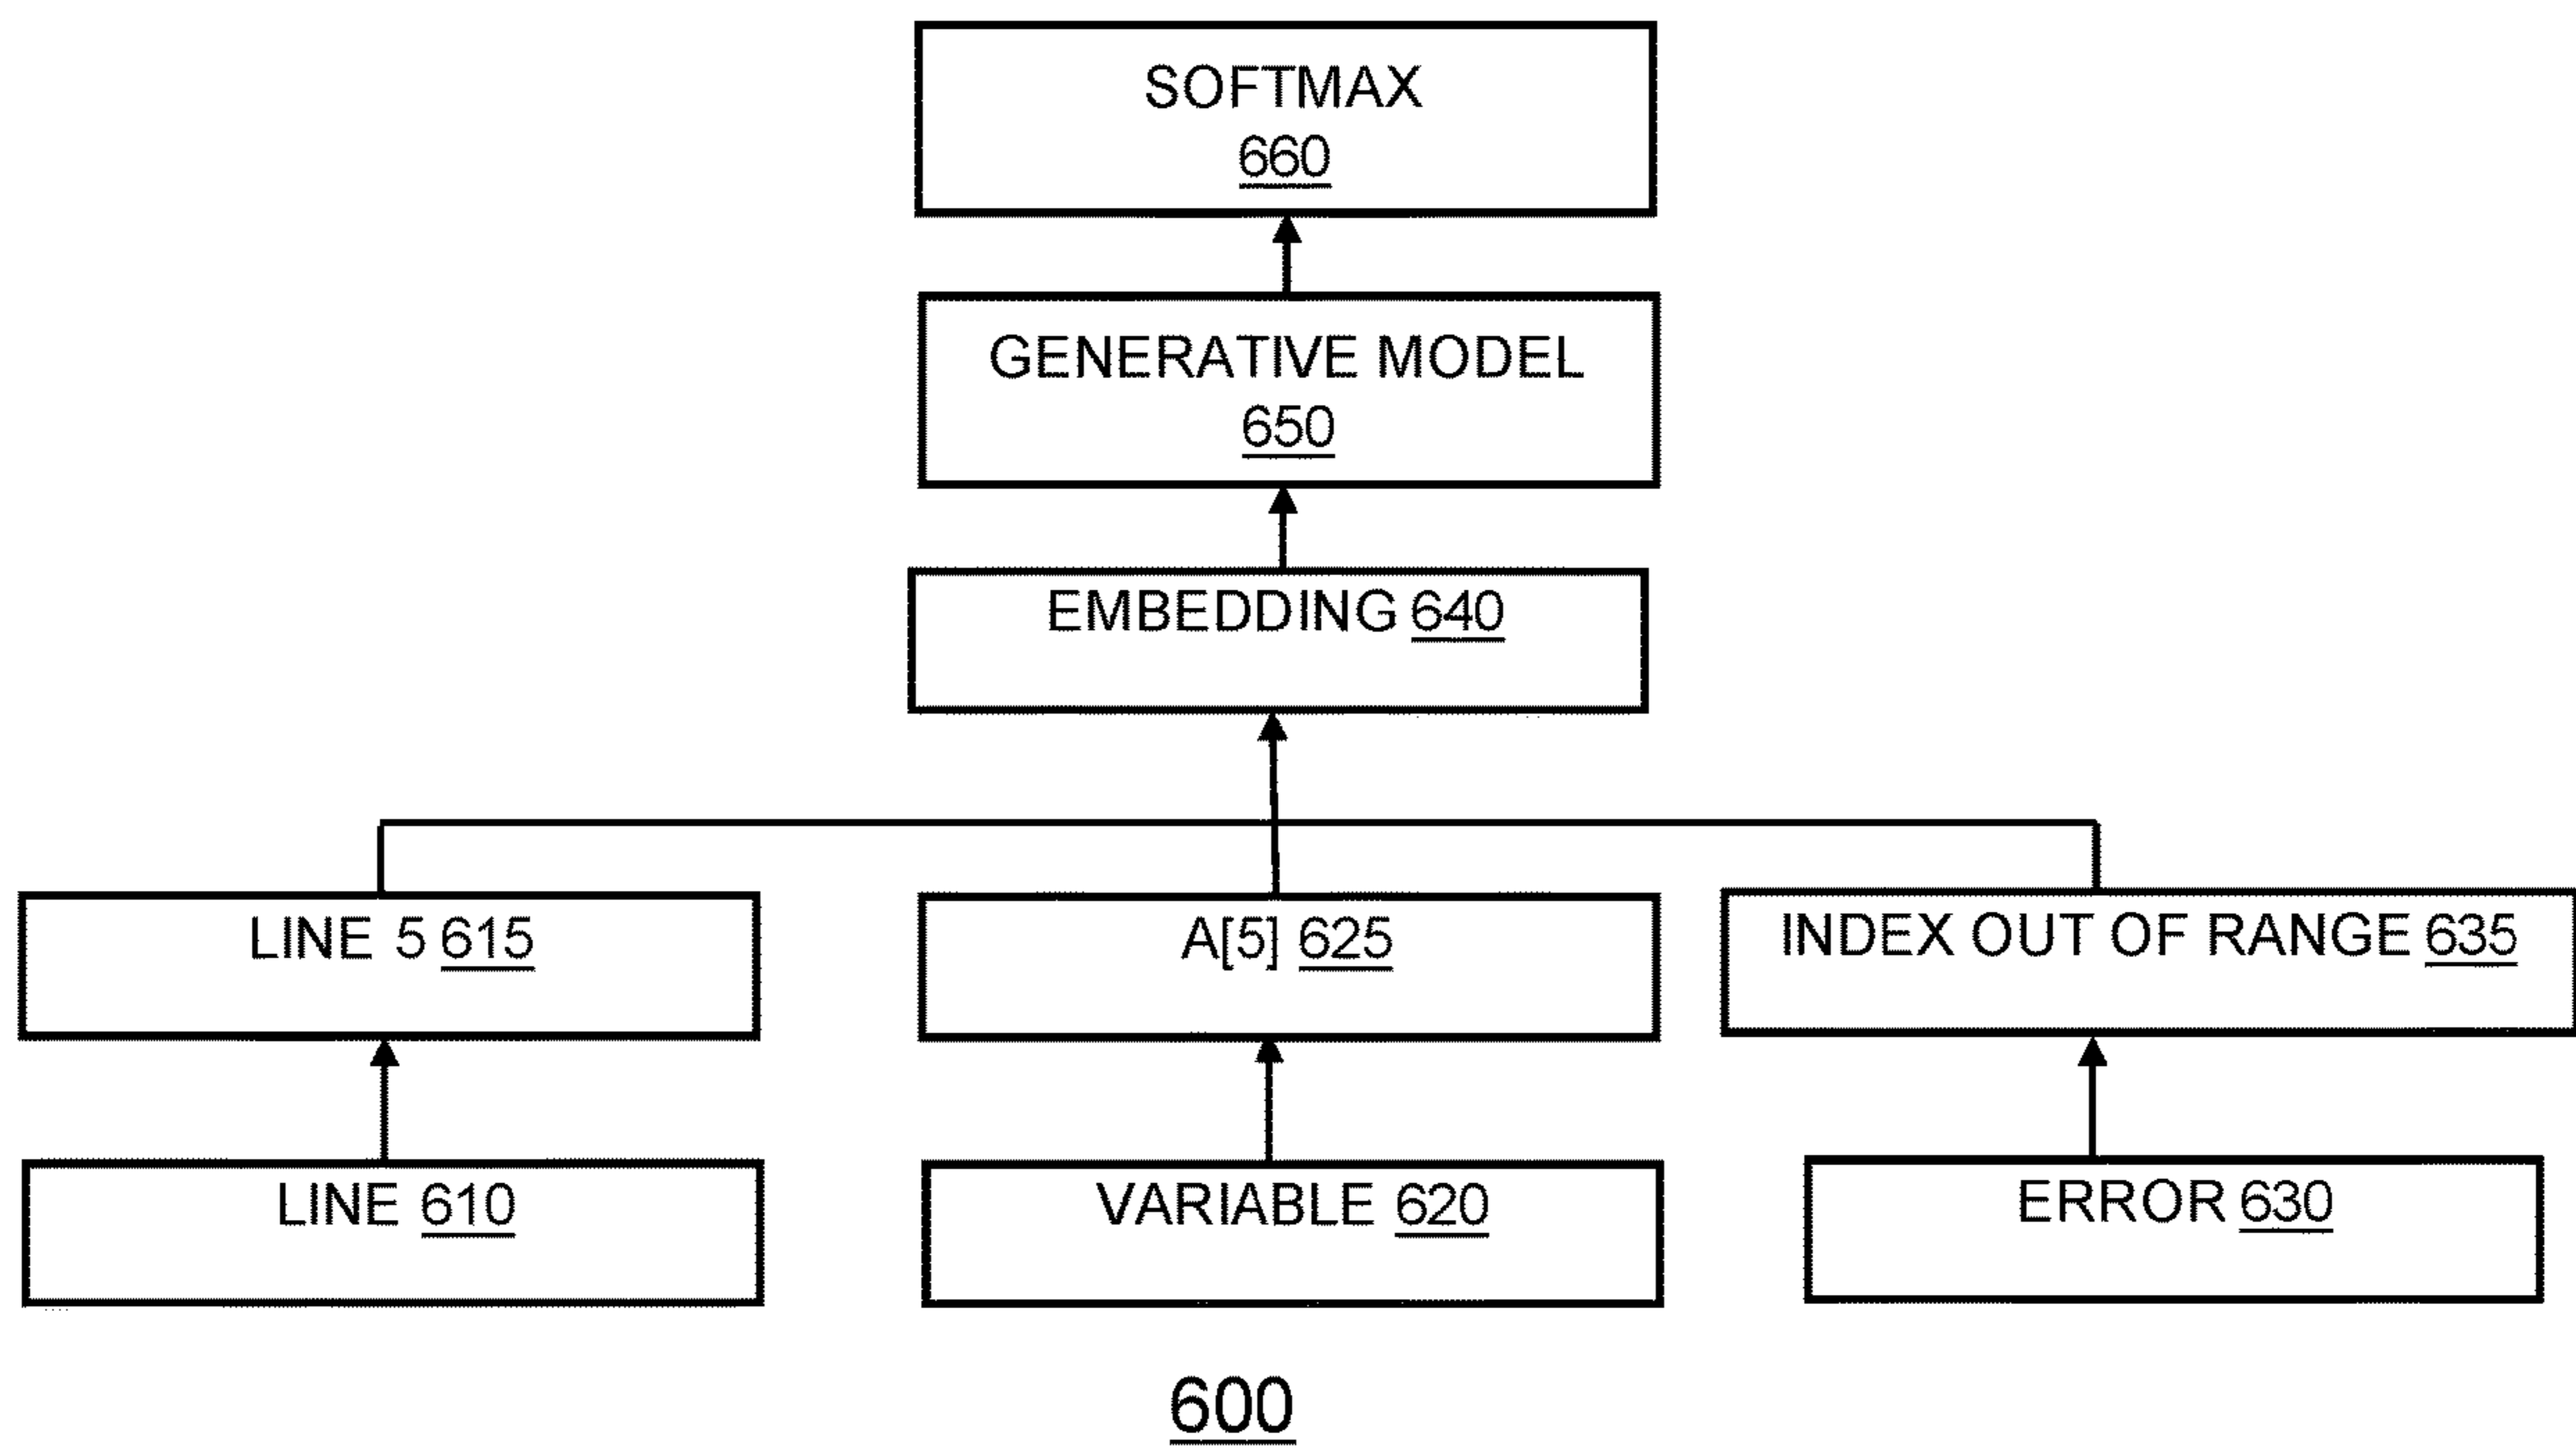 SOFTMAX
660
GENERATIVE MODEL
650
EMBEDDING 640
LINE 5 615
A[5] 625
INDEX OUT OF RANGE 635
LINE 610
VARIABLE 620
ERROR 630
600